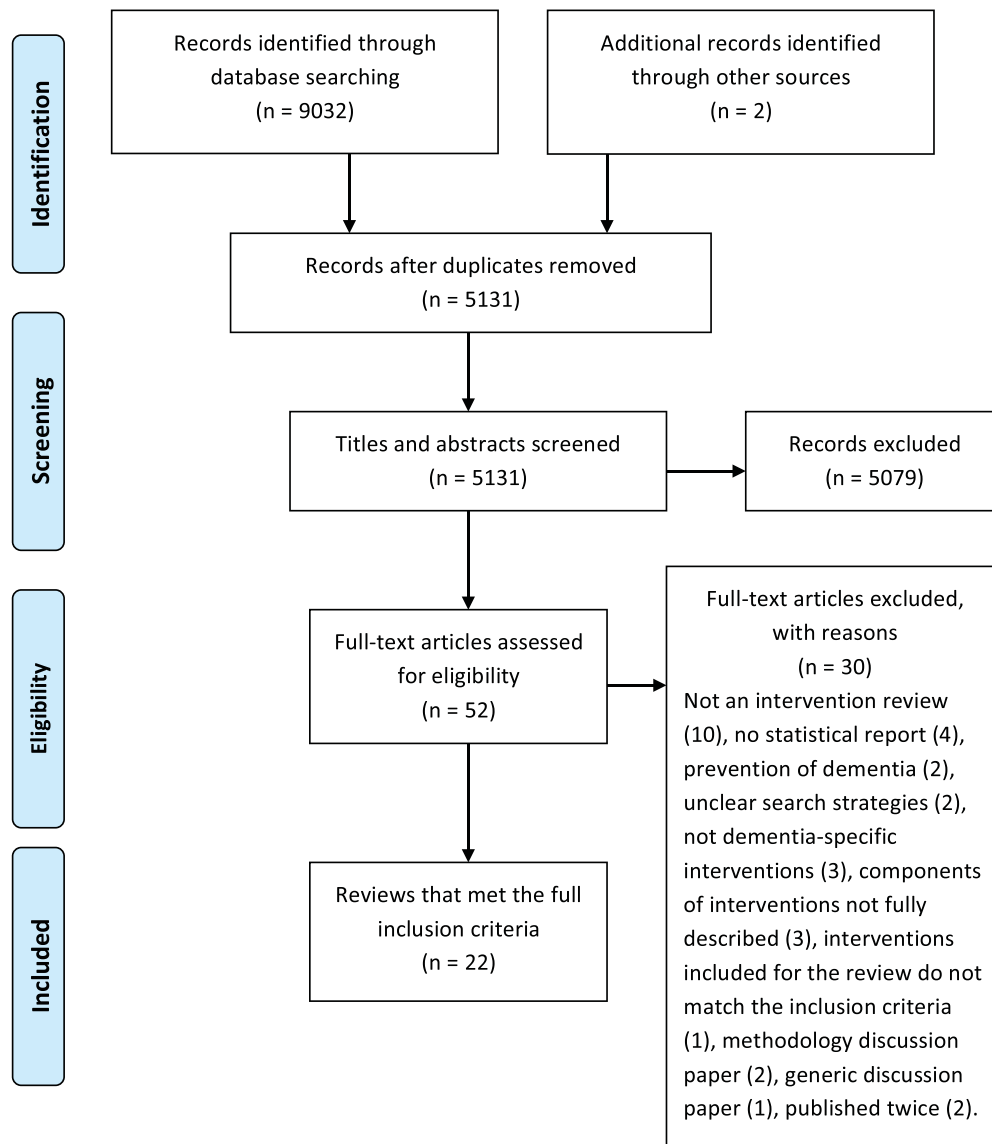 Identification
Records identified through
database searching
(n = 9032)
Additional records identified
through other sources
(n = 2)
Records after duplicates removed
(n = 5131)
Screening
Titles and abstracts screened
(n = 5131)
Records excluded
(n = 5079)
Eligibility
Full-text articles assessed
for eligibility
(n = 52)
Full-text articles excluded,
with reasons
(n = 30)
Not an intervention review
(10), no statistical report (4),
prevention of dementia (2),
unclear search strategies (2),
not dementia-specific
interventions (3), components
of interventions not fully
described (3), interventions
included for the review do not
match the inclusion criteria
(1), methodology discussion
paper (2), generic discussion
paper (1), published twice (2).
Included
Reviews that met the full
inclusion criteria
(n = 22)